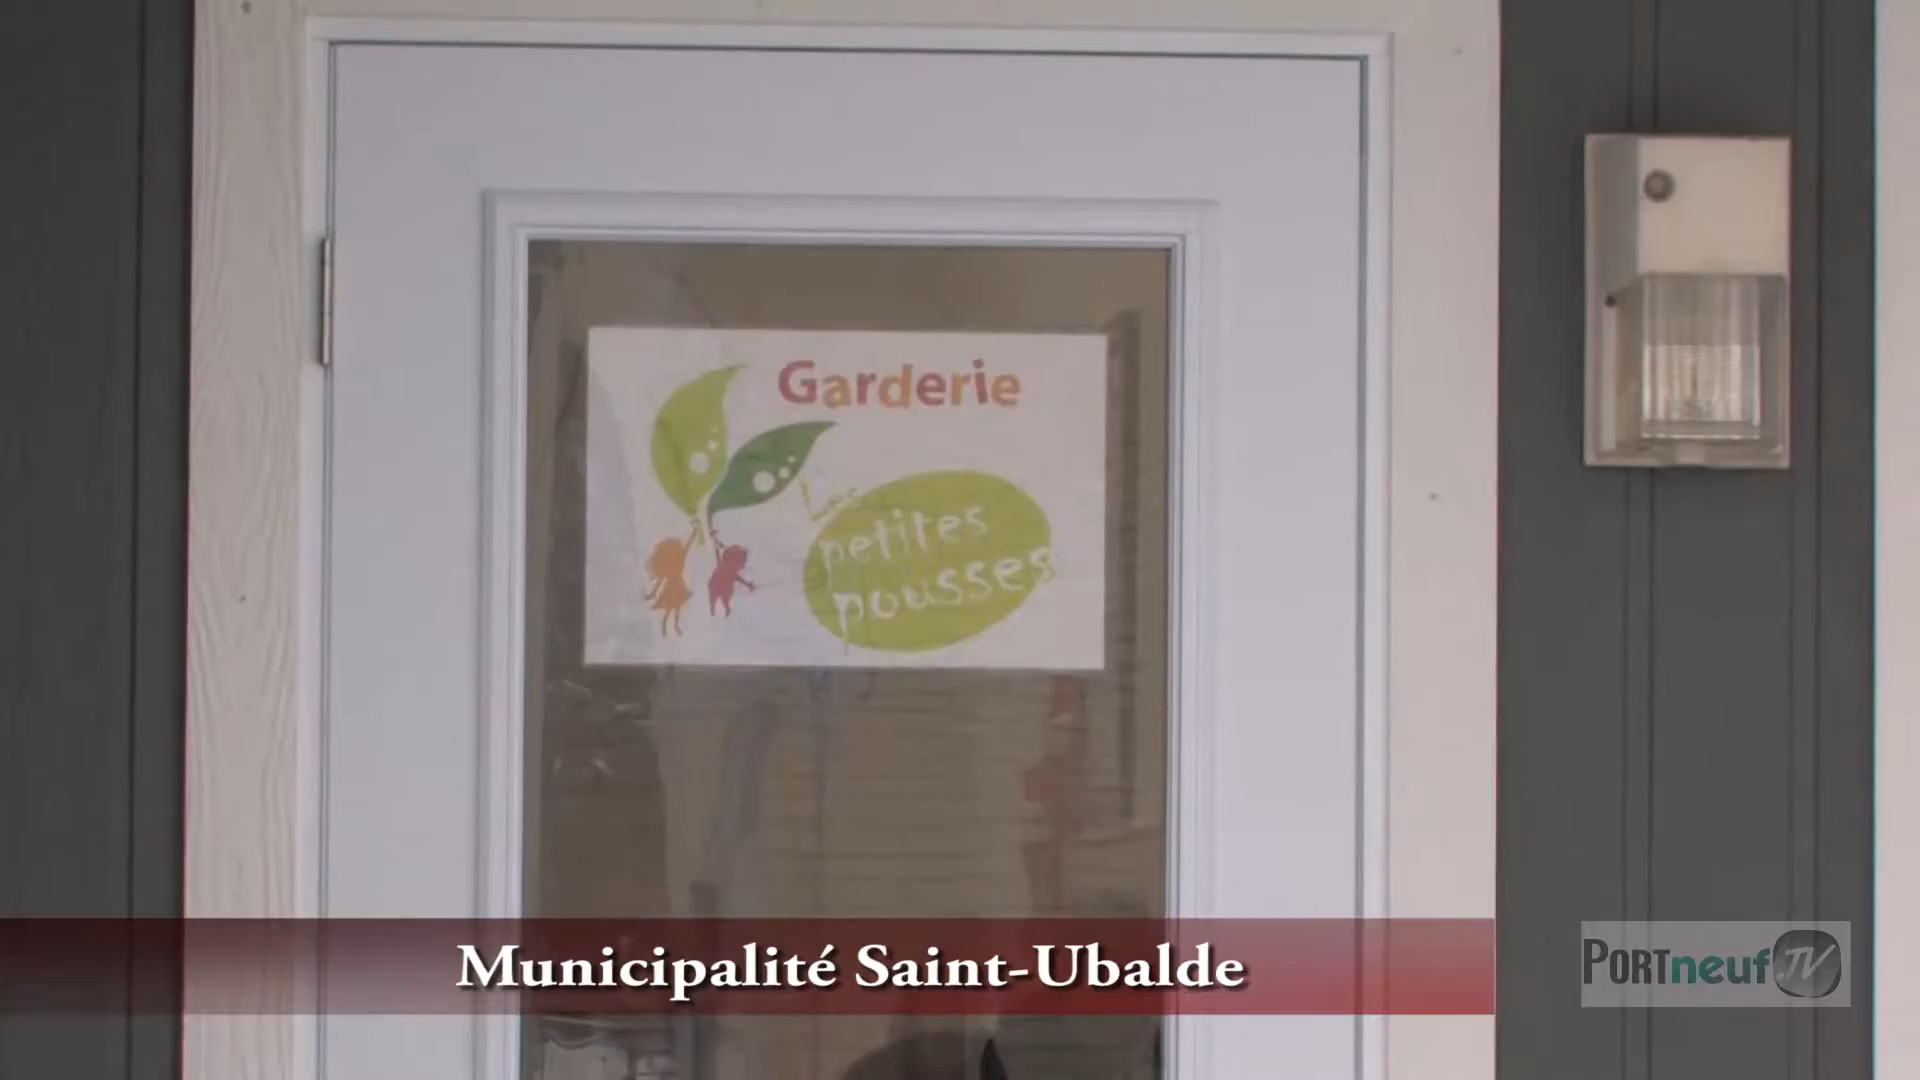 Garderie
Les
petites
pousses
Municipalité Saint-Ubalde
PORTneuf.TV